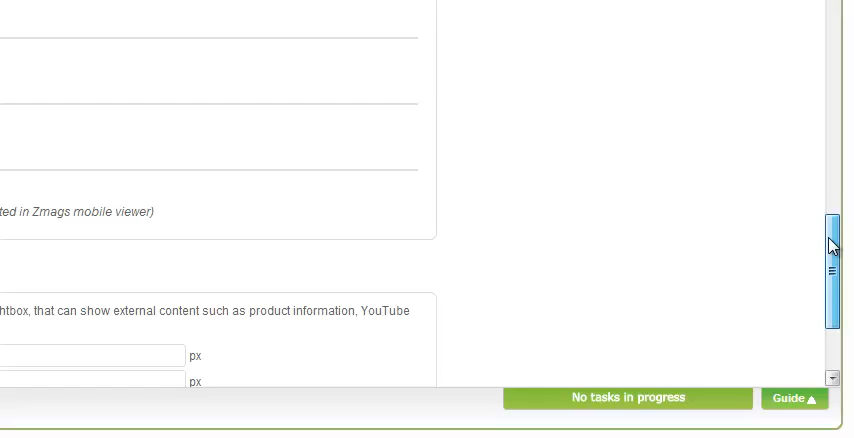 ted in Zmags mobile viewer)
htbox, that can show external content such as product information, YouTube
px
px
No tasks in progress
Guide